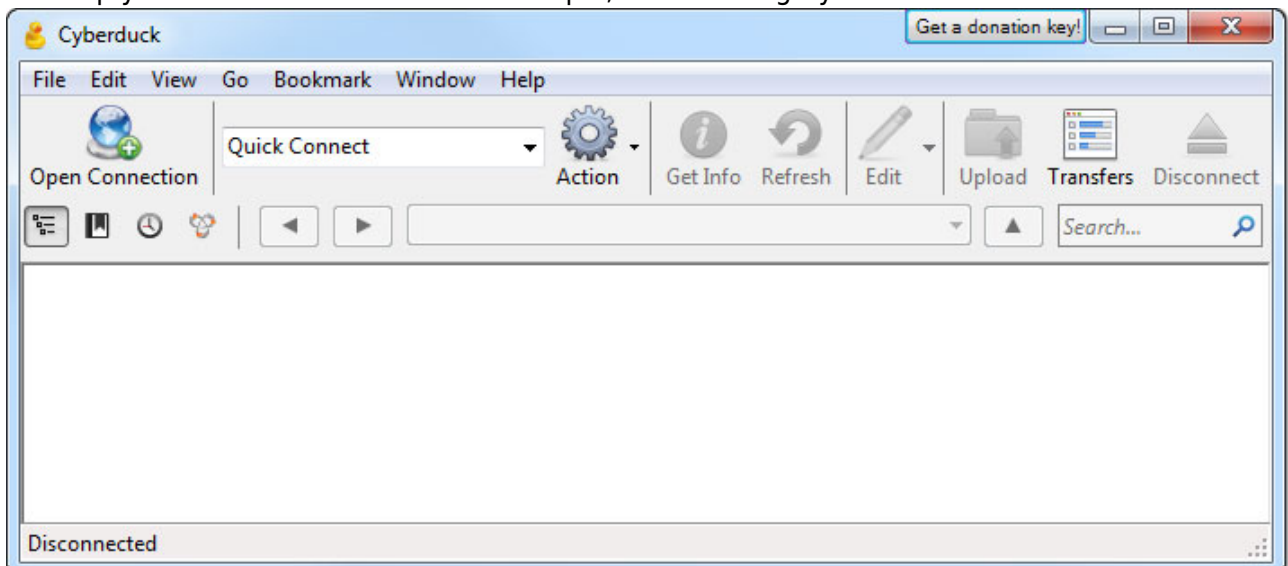 Cyberduck
Get a donation key!
File Edit View Go Bookmark Window Help
Open Connection
Quick Connect
Action
Get Info
Refresh
Edit
Upload
Transfers
Disconnect
Search...
Disconnected